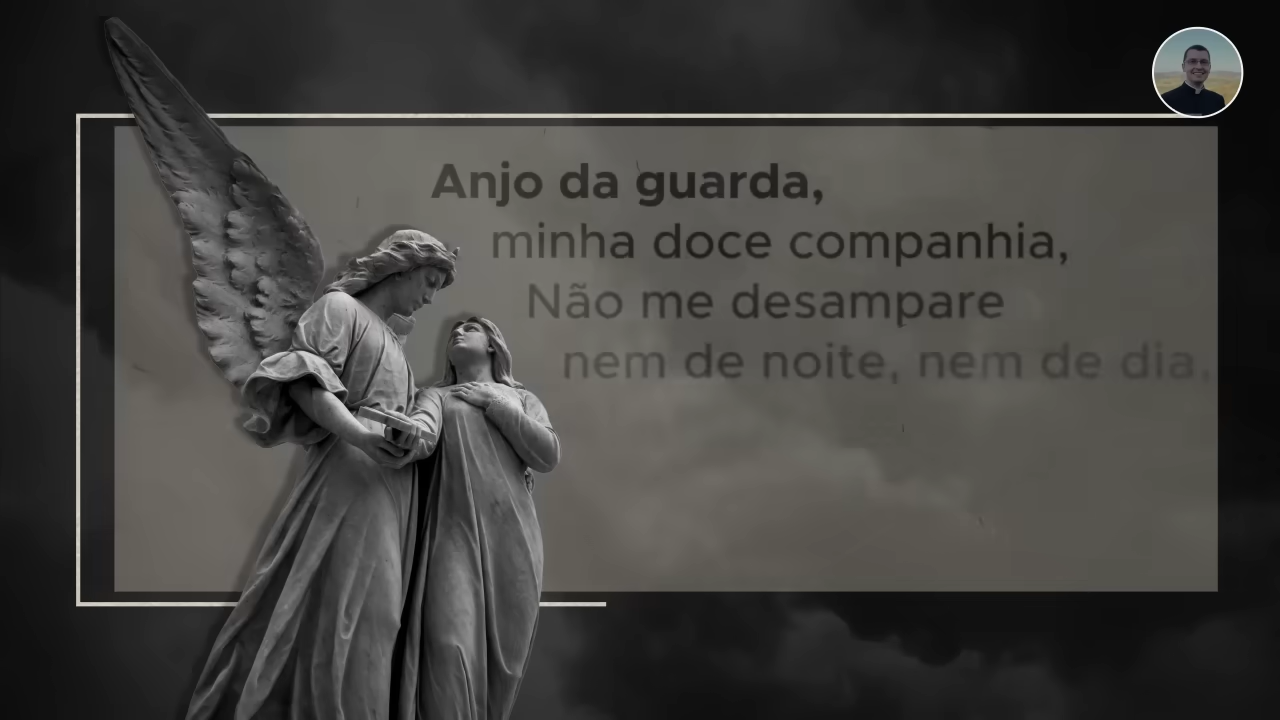 Anjo da guarda,
minha doce companhia,
Não me desampare
nem de noite, nem de dia,